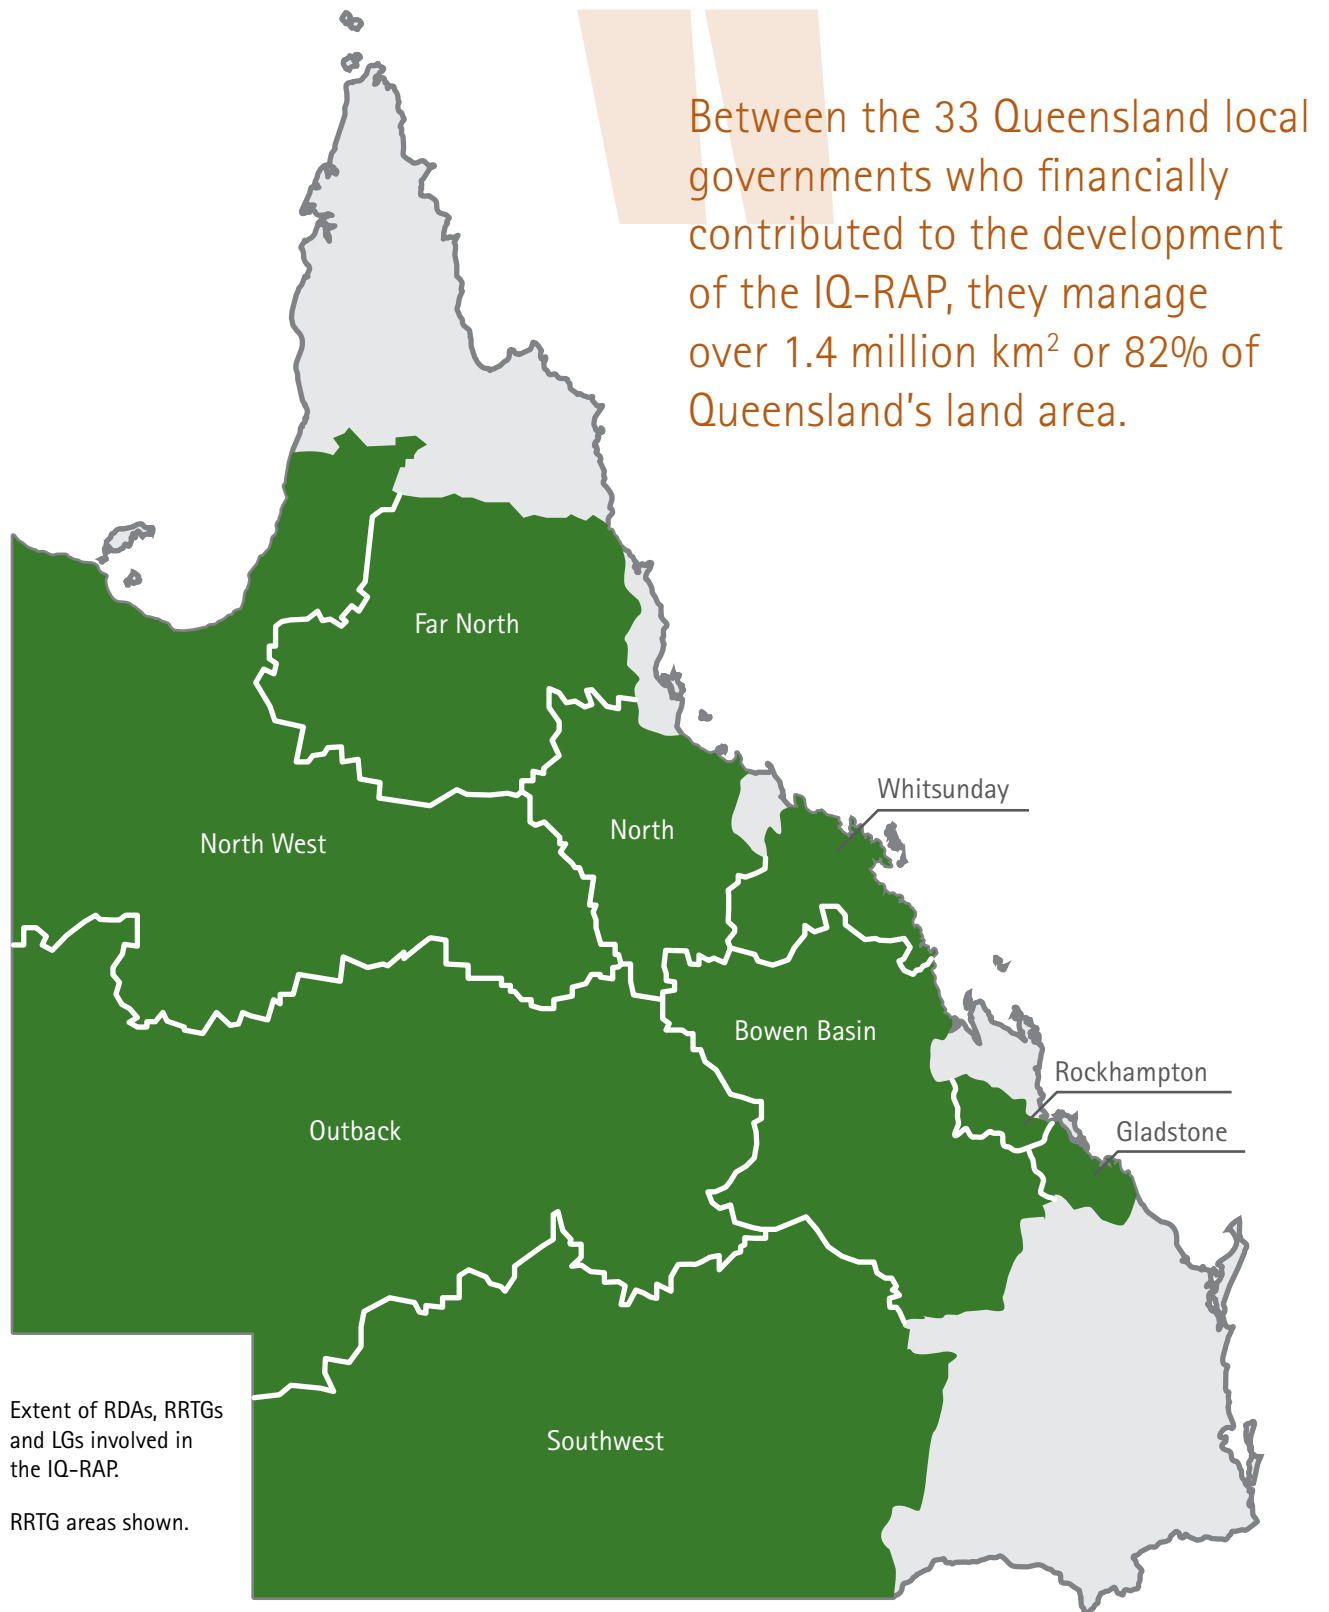 Between the 33 Queensland local
governments who financially
contributed to the development
of the IQ-RAP, they manage
over 1.4 million km² or 82% of
Queensland's land area.
Far North
Whitsunday
North
North West
Bowen Basin
Rockhampton
Outback
Gladstone
Extent of RDAs, RRTGs
and LGs involved in
the IQ-RAP.
RRTG areas shown.
Southwest